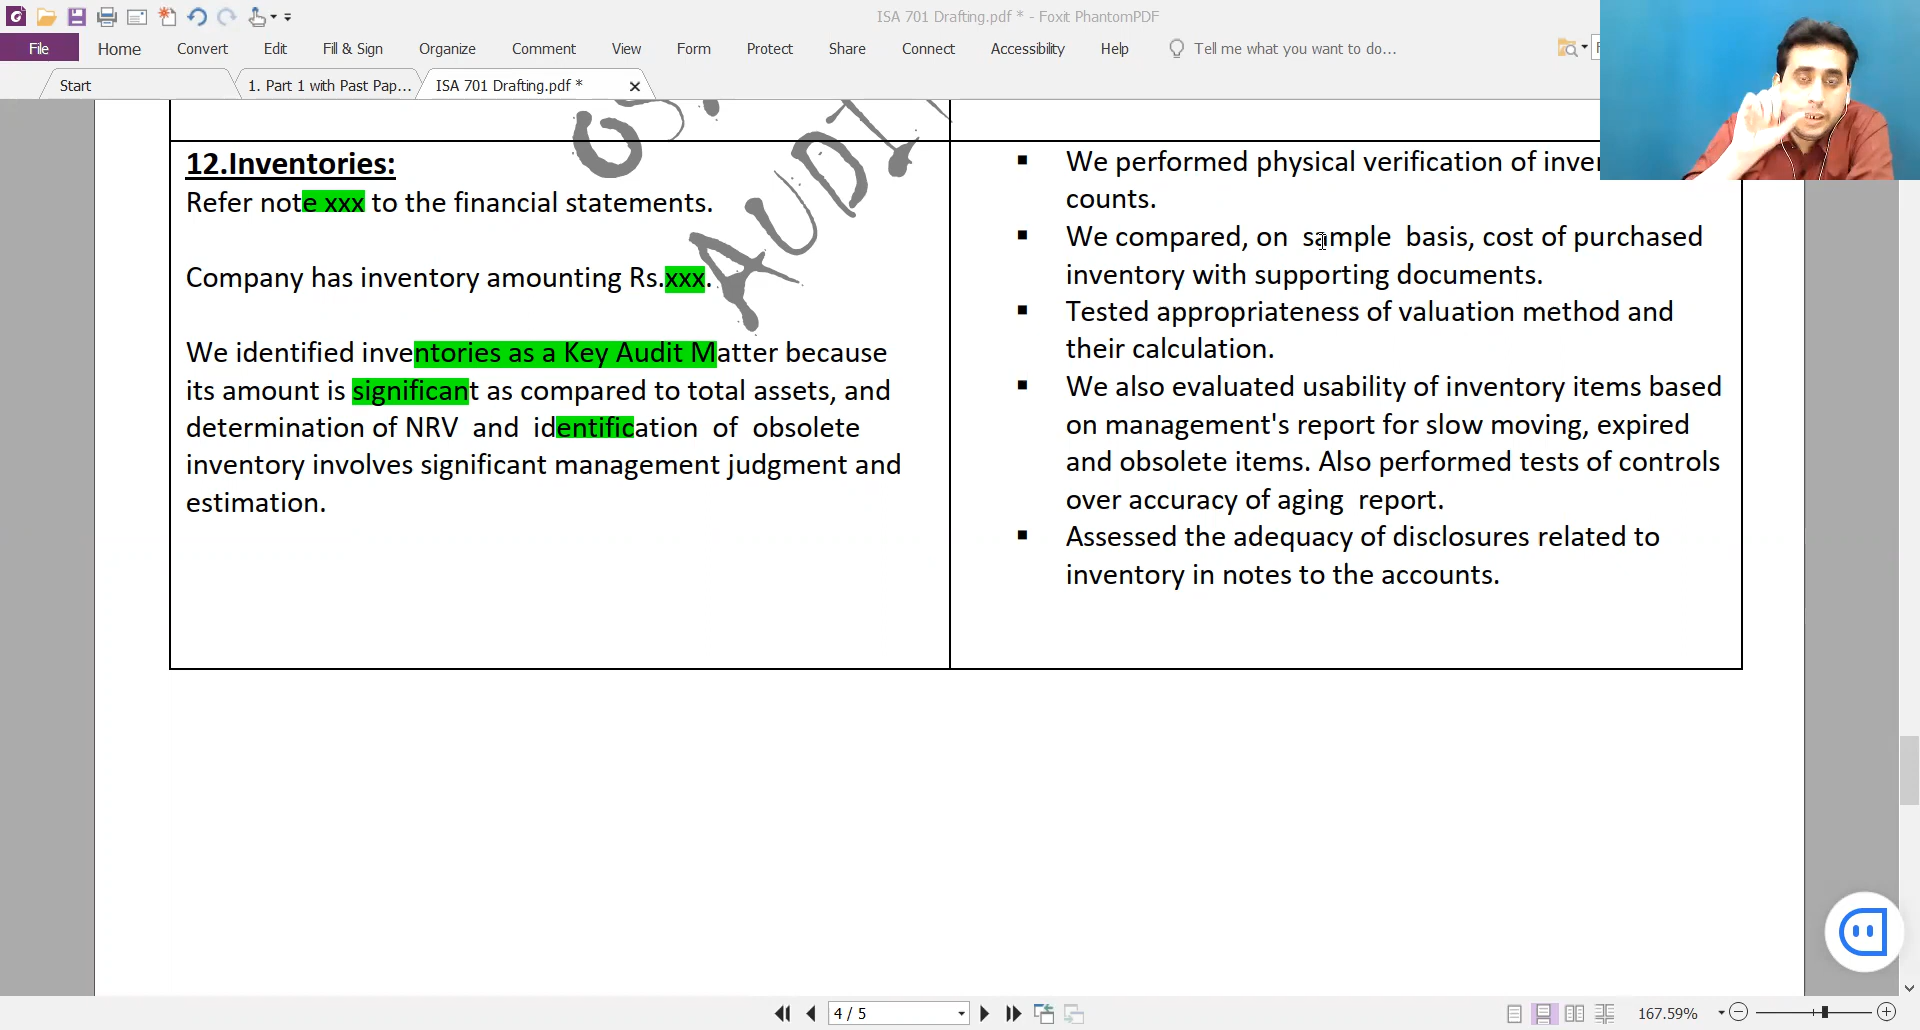 ISA 701 Drafting.pdf * - Foxit PhantomPDF
File Home Convert Edit Fill & Sign Organize Comment View Form Protect Share Connect Accessibility Help Tell me what you want to do...
Start 1. Part 1 with Past Pap... ISA 701 Drafting.pdf *
AUDIT
12.Inventories:
Refer note xxx to the financial statements.
Company has inventory amounting Rs.xxx.
We identified inventories as a Key Audit Matter because
its amount is significant as compared to total assets, and
determination of NRV and identification of obsolete
inventory involves significant management judgment and
estimation.
▪ We performed physical verification of
counts.
▪ We compared, on sample basis, cost of purchased
inventory with supporting documents.
▪ Tested appropriateness of valuation method and
their calculation.
▪ We also evaluated usability of inventory items based
on management's report for slow moving, expired
and obsolete items. Also performed tests of controls
over accuracy of aging report.
▪ Assessed the adequacy of disclosures related to
inventory in notes to the accounts.
4 / 5
167.59%